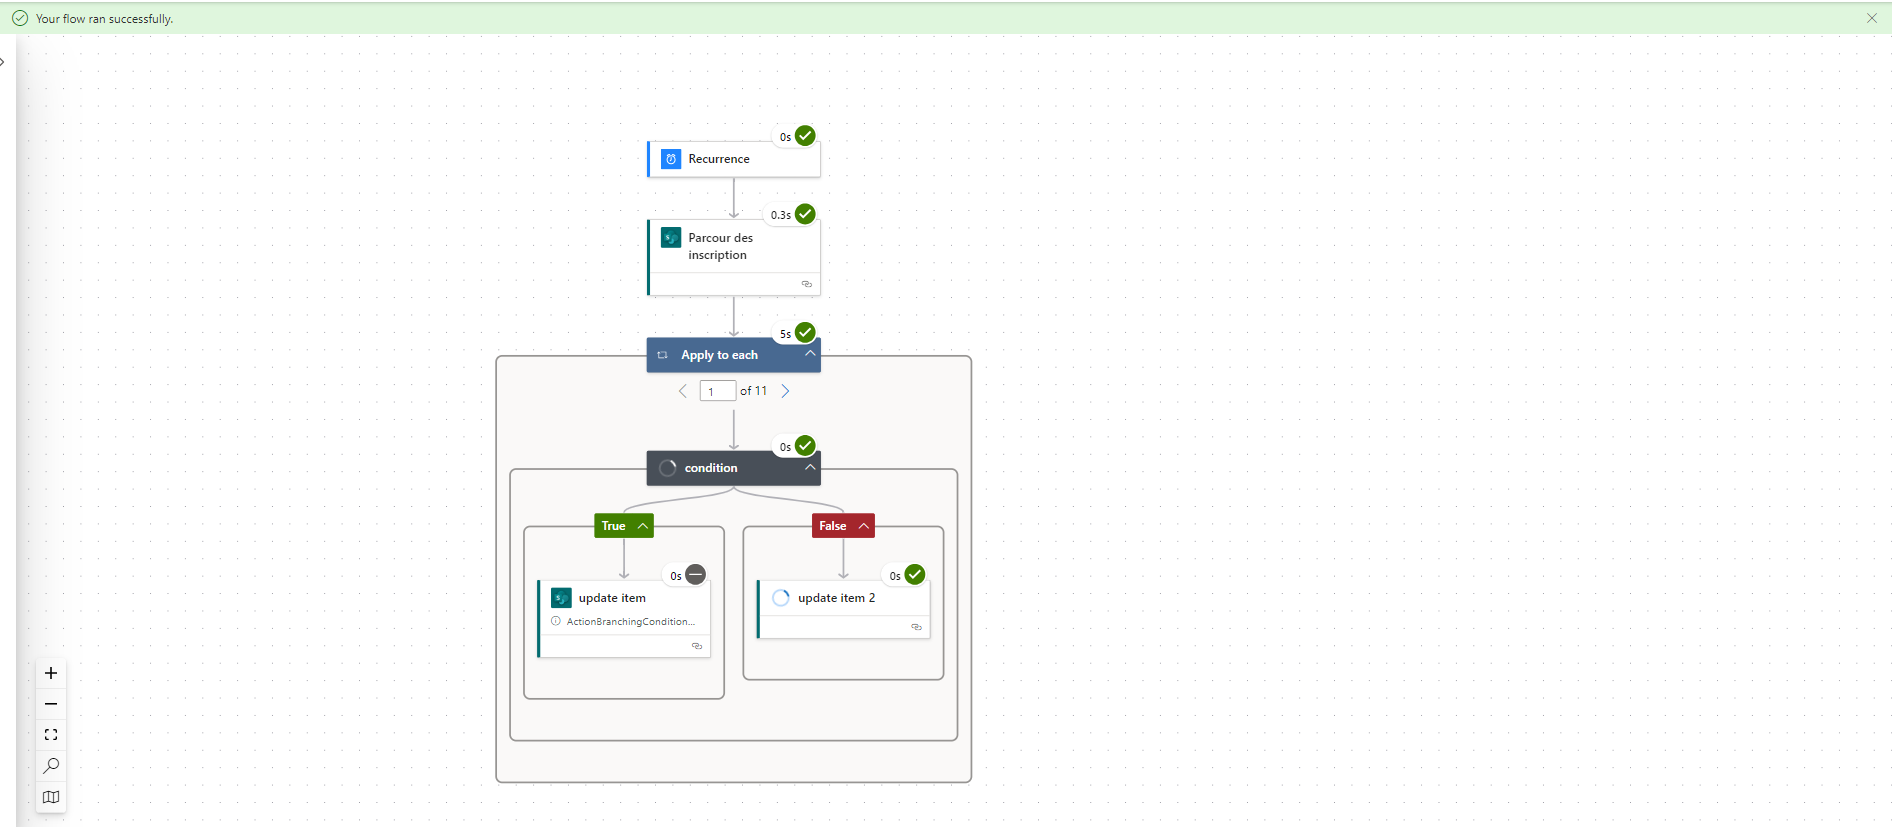 Your flow ran successfully.
0s
Recurrence
0.3s
Parcour des
inscription
5s
Apply to each
1 of 11
0s
condition
True
False
0s
update item
ActionBranchingCondition...
0s
update item 2